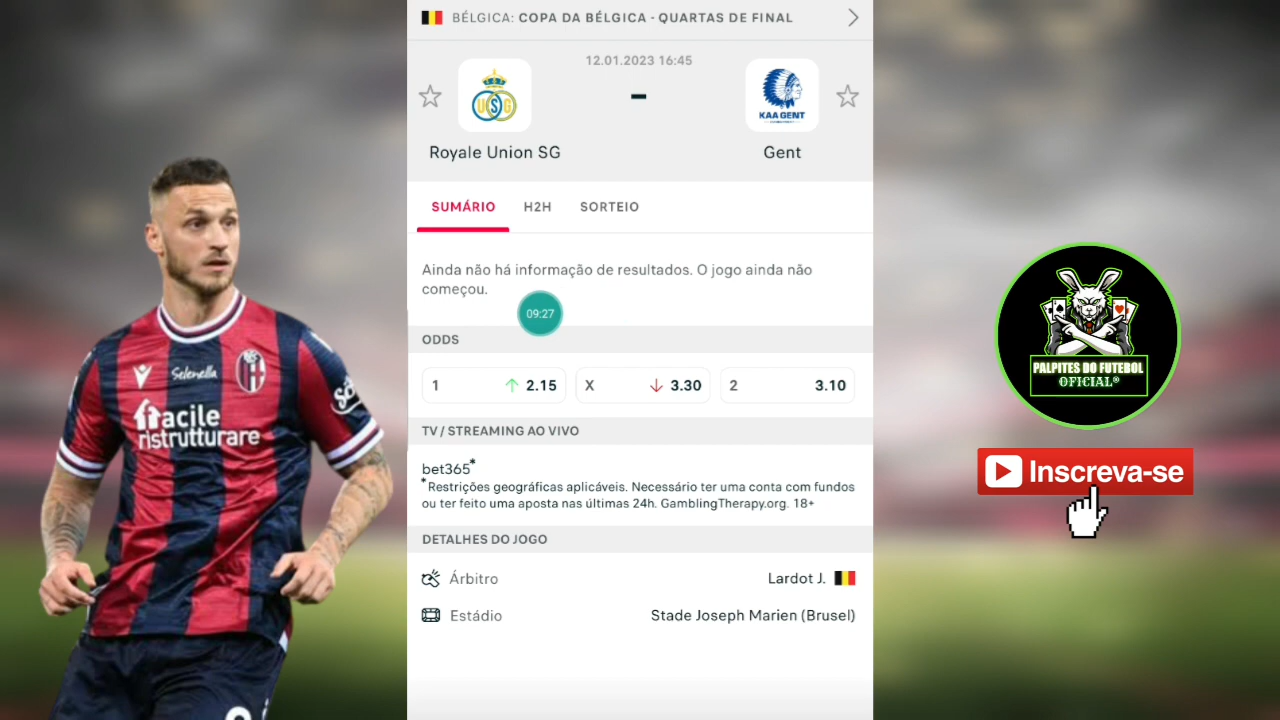 BÉLGICA: COPA DA BÉLGICA - QUARTAS DE FINAL
12.01.2023 16:45
USG
KAA GENT
Royale Union SG
Gent
SUMÁRIO
H2H
SORTEIO
Ainda não há informação de resultados. O jogo ainda não
começou.
09:27
ODDS
1 2.15
X 3.30
2 3.10
TV / STREAMING AO VIVO
bet365*
*Restrições geográficas aplicáveis. Necessário ter uma conta com fundos
ou ter feito uma aposta nas últimas 24h. GamblingTherapy.org. 18+
DETALHES DO JOGO
Árbitro
Lardot J.
Estádio
Stade Joseph Marien (Brusel)
Selenella
facile
ristrutturare
PALPITES DO FUTEBOL
OFICIAL®
Inscreva-se